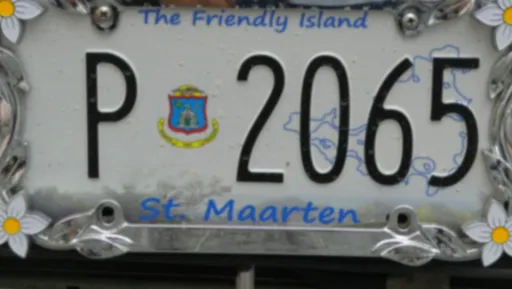 The Friendly Island
P 2065
St. Maarten